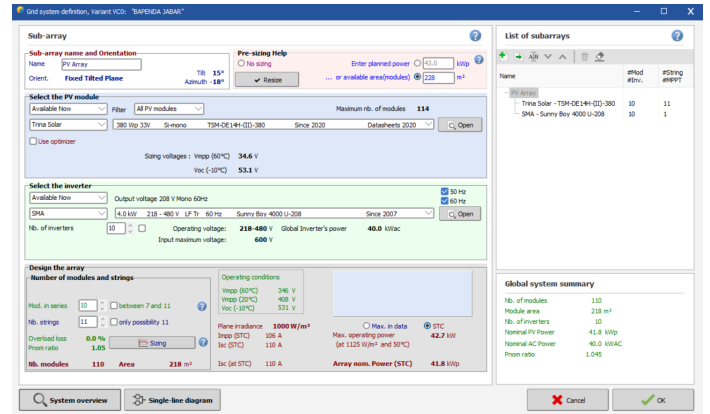 Grid system definition, Variant VC0: "BAPENDA JABAR"
Sub-array
Sub-array name and Orientation
Name PV Array
Orient. Fixed Tilted Plane
Tilt 15°
Azimuth -18°
Pre-sizing Help
No sizing
Enter planned power 43.0 kWp
Resize
... or available area(modules) 228 m²
Select the PV module
Available Now Filter All PV modules Maximum nb. of modules 114
Trina Solar 380 Wp 33V Si-mono TSM-DE14H-(II)-380 Since 2020 Datasheets 2020 Open
Use optimizer
Sizing voltages : Vmpp (60°C) 34.6 V
Voc (-10°C) 53.1 V
Select the inverter
Available Now Output voltage 208 V Mono 60Hz
50 Hz
60 Hz
SMA 4.0 kW 218 - 480 V LF Tr 60 Hz Sunny Boy 4000 U-208 Since 2007 Open
Nb. of inverters 10 Operating voltage: 218-480 V Global Inverter's power 40.0 kWac
Input maximum voltage: 600 V
Design the array
Number of modules and strings
Mod. in series 10 between 7 and 11
Nb. strings 11 only possibility 11
Overload loss 0.0 %
Pnom ratio 1.05
Sizing
Nb. modules 110 Area 218 m²
Operating conditions
Vmpp (60°C) 346 V
Vmpp (20°C) 408 V
Voc (-10°C) 531 V
Plane irradiance 1000 W/m²
Impp (STC) 106 A
Isc (STC) 110 A
Isc (at STC) 110 A
Max. in data STC
Max. operating power 42.7 kW
(at 1125 W/m² and 50°C)
Array nom. Power (STC) 41.8 kWp
System overview
Single-line diagram
List of subarrays
Name
#Mod #String
#Inv. #MPPT
PV Array
Trina Solar - TSM-DE14H-(II)-380 10 11
SMA - Sunny Boy 4000 U-208 10 1
Global system summary
Nb. of modules 110
Module area 218 m²
Nb. of inverters 10
Nominal PV Power 41.8 kWp
Nominal AC Power 40.0 kWAC
Pnom ratio 1.045
Cancel
OK